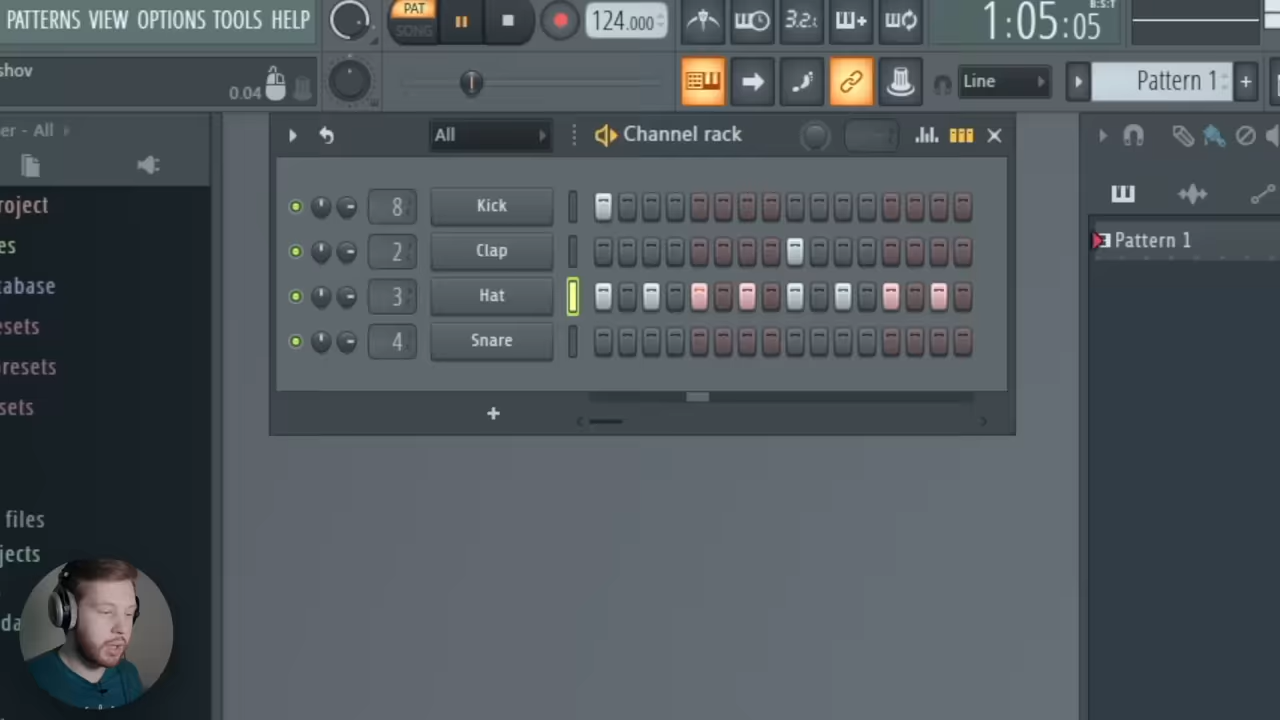 PATTERNS VIEW OPTIONS TOOLS HELP
PAT
SONG
124.000
3.2.
B:S:T
1:05:05
shov
0.04
Line
Pattern 1
+
er - All
All
Channel rack
roject
es
tabase
esets
resets
sets
files
jects
da
8 Kick
2 Clap
3 Hat
4 Snare
+
Pattern 1